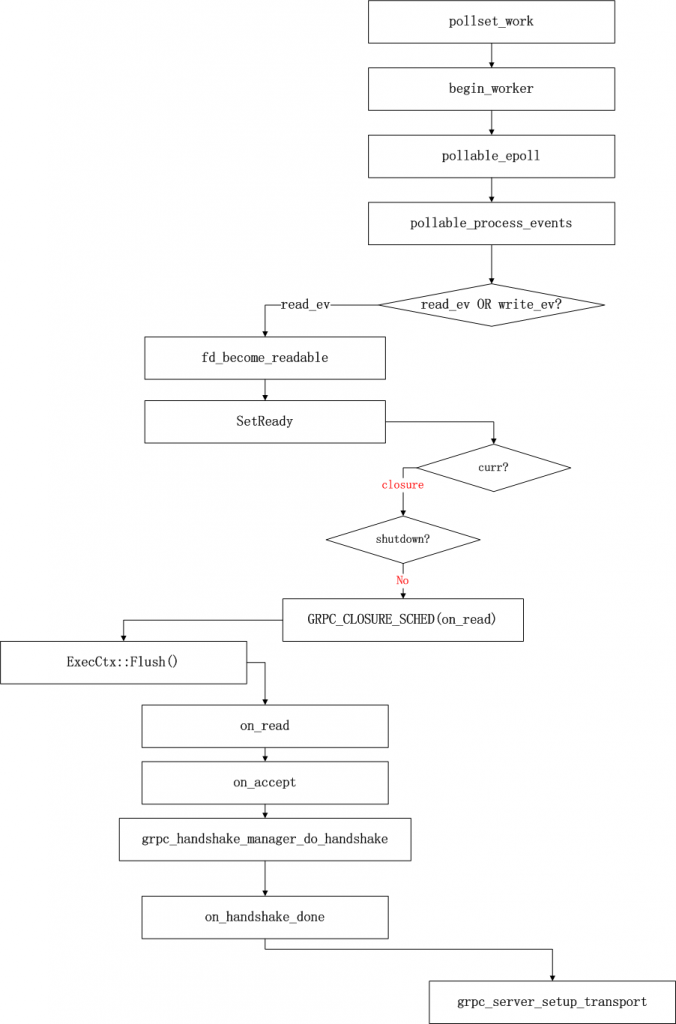 pollset_work
begin_worker
pollable_epoll
pollable_process_events
read_ev OR write_ev?
read_ev
fd_become_readable
SetReady
curr?
closure
shutdown?
No
GRPC_CLOSURE_SCHED(on_read)
ExecCtx::Flush()
on_read
on_accept
grpc_handshake_manager_do_handshake
on_handshake_done
grpc_server_setup_transport